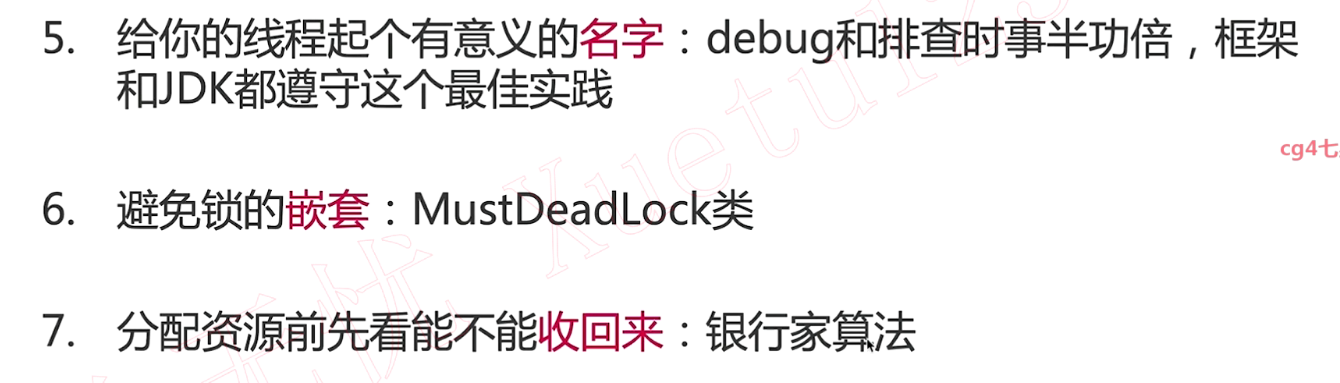 5. 给你的线程起个有意义的名字：debug和排查时事半功倍，框架
和JDK都遵守这个最佳实践
cg4七
6. 避免锁的嵌套：MustDeadLock类
7. 分配资源前先看能不能收回来：银行家算法